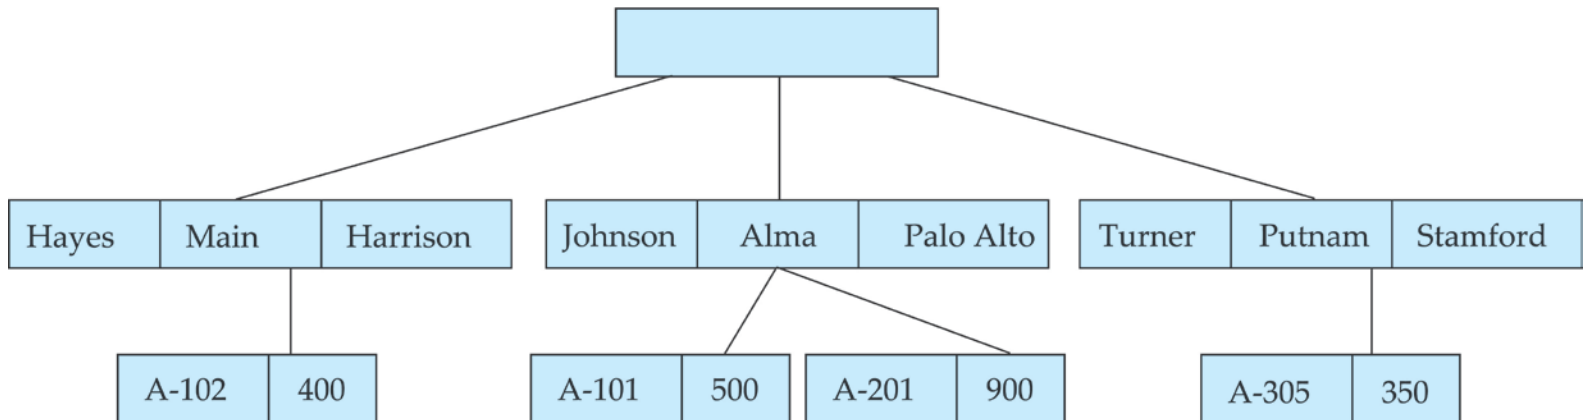 Hayes Main Harrison Johnson Alma Palo Alto Turner Putnam Stamford
A-102 400 A-101 500 A-201 900 A-305 350